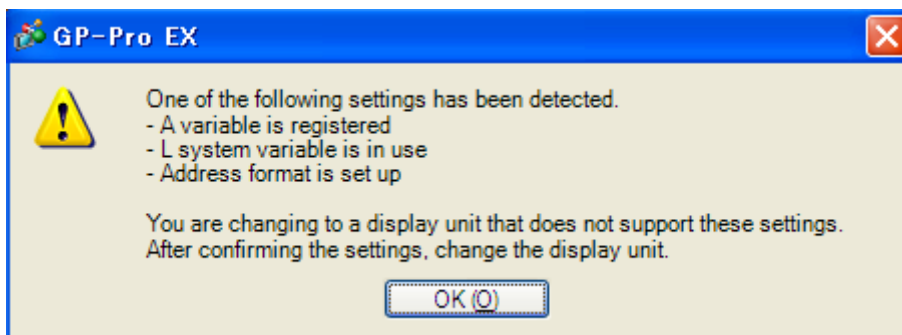 GP-Pro EX
One of the following settings has been detected.
- A variable is registered
- L system variable is in use
- Address format is set up
You are changing to a display unit that does not support these settings.
After confirming the settings, change the display unit.
OK (O)